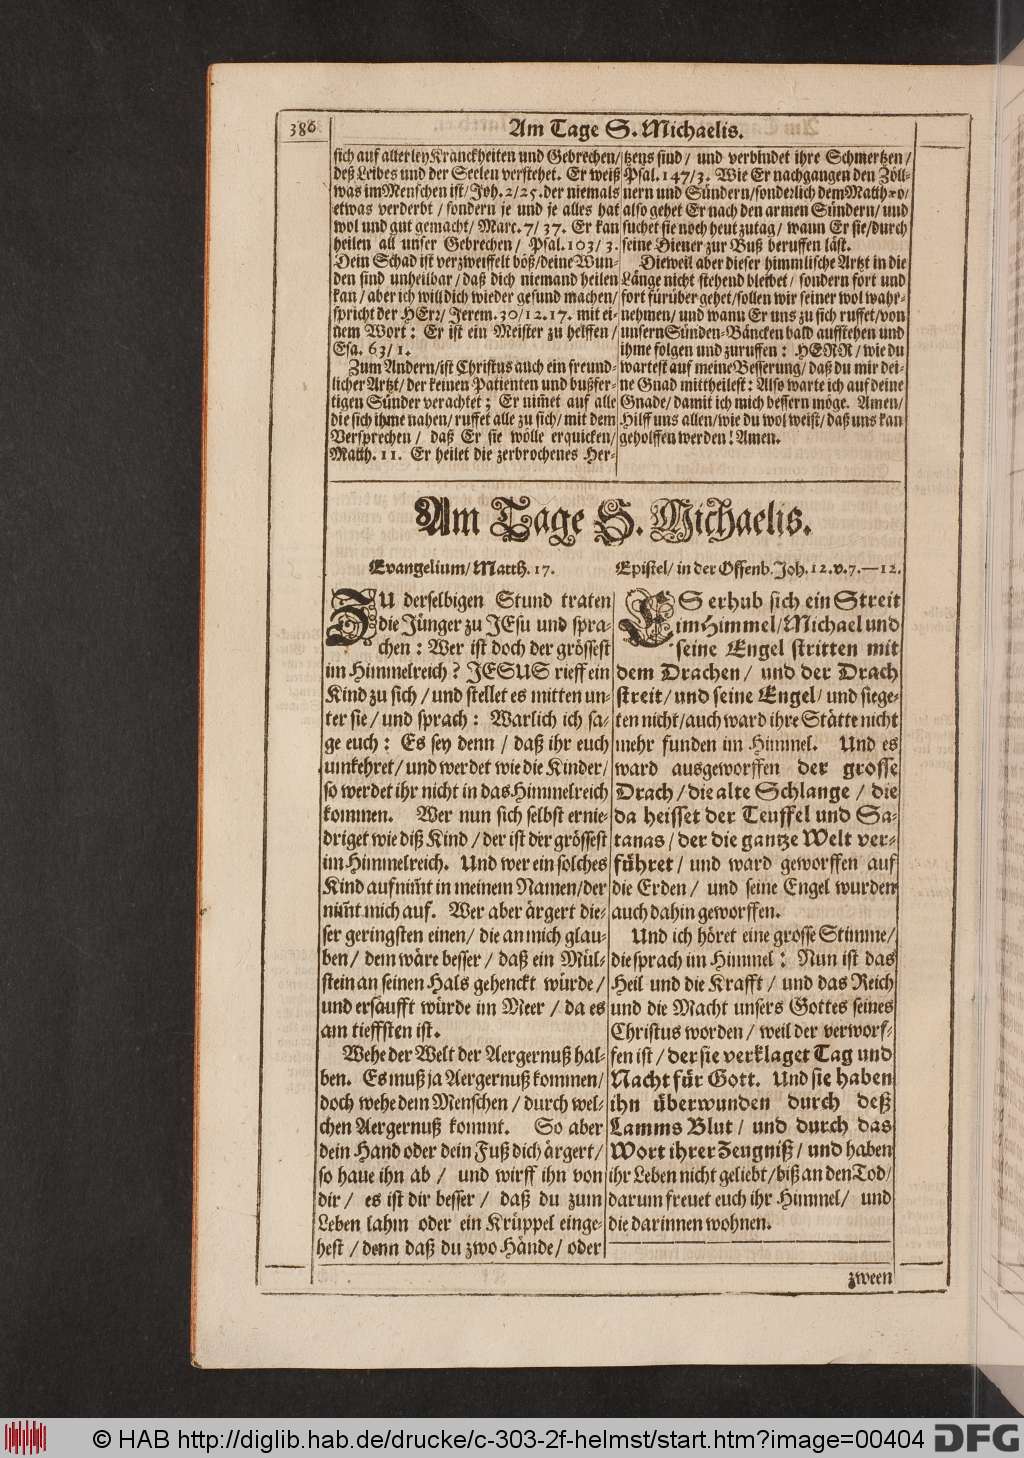 386
Am Tage S. Michaelis.
sich auf allerley Kranckheiten und Gebrechen/
deß Leibes und der Seelen verstehet. Er weiß
was im Menschen ist/ Joh. 2/25. der niemals
etwas verderbt / sondern je und je alles hat
wol und gut gemacht/ Marc. 7/ 37. Er kan
heilen all unser Gebrechen/ Psal. 103/ 3.
Dein Schad ist verzweiffelt böß/ deine Wun-
den sind unheilbar / daß dich niemand heilen
kan / aber ich will dich wieder gesund machen/
spricht der HErr/ Jerem. 30/12.17. mit ei-
nem Wort: Er ist ein Meister zu helffen/
Esa. 63/ 1.
Zum Andern/ ist Christus auch ein freund-
licher Artzt/ der keinen Patienten und bußfer-
tigen Sünder verachtet; Er nim̃et auf alle
die sich ihme nahen/ ruffet alle zu sich/ mit dem
Versprechen / daß Er sie wölle erquicken/
Matth. 11. Er heilet die zerbrochenes Her-
tzens sind/ und verbindet ihre Schmertzen/
Psal. 147/3. Wie Er nachgangen den Zöll-
nern und Sündern/ sonderlich dem Matthæo/
also gehet Er nach den armen Sündern/ und
suchet sie noch heut zutag/ wann Er sie/ durch
seine Diener zur Buß beruffen läst.
Dieweil aber dieser himmlische Artzt in die
Länge nicht stehend bleibet/ sondern fort und
fort fürüber gehet/ sollen wir seiner wol wahr-
nehmen/ und wann Er uns zu sich ruffet/ von
unsern Sünden-Bäncken bald aufstehen und
ihme folgen und zuruffen: HERR/ wie du
wartest auf meine Besserung/ daß du mir dei-
ne Gnad mittheilest: Also warte ich auf deine
Gnade/ damit ich mich bessern möge. Amen/
Hilff uns allen/ wie du wol weist/ daß uns kan
geholffen werden! Amen.
Am Tage S. Michaelis.
Evangelium/ Matth. 17.
ZU derselbigen Stund traten
die Jünger zu JEsu und spra-
chen: Wer ist doch der grössest
im Himmelreich? JESUS rieff ein
Kind zu sich / und stellet es mitten un-
ter sie/ und sprach: Warlich ich sa-
ge euch: Es sey denn / daß ihr euch
umkehret/ und werdet wie die Kinder/
so werdet ihr nicht in das Himmelreich
kommen. Wer nun sich selbst ernie-
driget wie diß Kind / der ist der grössest
im Himmelreich. Und wer ein solches
Kind aufnim̃t in meinem Namen/ der
nim̃t mich auf. Wer aber ärgert die-
ser geringsten einen/ die an mich glau-
ben/ dem wäre besser / daß ein Mül-
stein an seinen Hals gehenckt würde/
und ersaufft würde im Meer / da es
am tieffsten ist.
Wehe der Welt der Aergernuß hal-
ben. Es muß ja Aergernuß kommen/
doch wehe dem Menschen / durch wel-
chen Aergernuß kommt. So aber
dein Hand oder dein Fuß dich ärgert/
so haue ihn ab / und wirff ihn von
dir / es ist dir besser / daß du zum
Leben lahm oder ein Krüppel einge-
hest / denn daß du zwo Hände/ oder
Epistel/ in der Offenb. Joh. 12. v. 7.—12.
ES erhub sich ein Streit
im Himmel/ Michael und
seine Engel stritten mit
dem Drachen/ und der Drach
streit/ und seine Engel/ und siege-
ten nicht/ auch ward ihre Stätte nicht
mehr funden im Himmel. Und es
ward ausgeworffen der grosse
Drach/ die alte Schlange / die
da heisset der Teuffel und Sa-
tanas/ der die gantze Welt ver-
führet/ und ward geworffen auf
die Erden/ und seine Engel wurden
auch dahin geworffen.
Und ich höret eine grosse Stimme/
die sprach im Himmel: Nun ist das
Heil und die Krafft/ und das Reich
und die Macht unsers Gottes seines
Christus worden/ weil der verworf-
fen ist/ der sie verklaget Tag und
Nacht für Gott. Und sie haben
ihn überwunden durch deß
Lamms Blut/ und durch das
Wort ihrer Zeugniß/ und haben
ihr Leben nicht geliebt/ biß an den Tod/
darum freuet euch ihr Himmel/ und
die darinnen wohnen.
zween
© HAB http://diglib.hab.de/drucke/c-303-2f-helmst/start.htm?image=00404
DFG